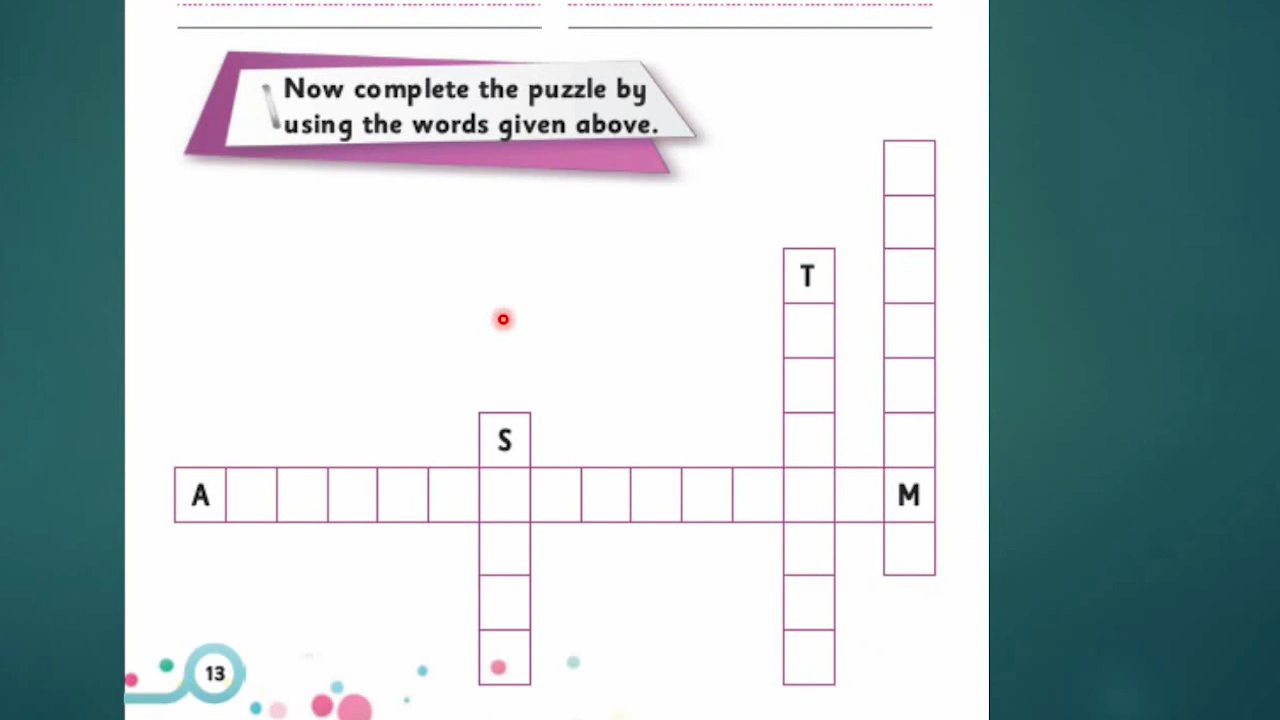 Now complete the puzzle by
using the words given above.
T
S
A
M
13